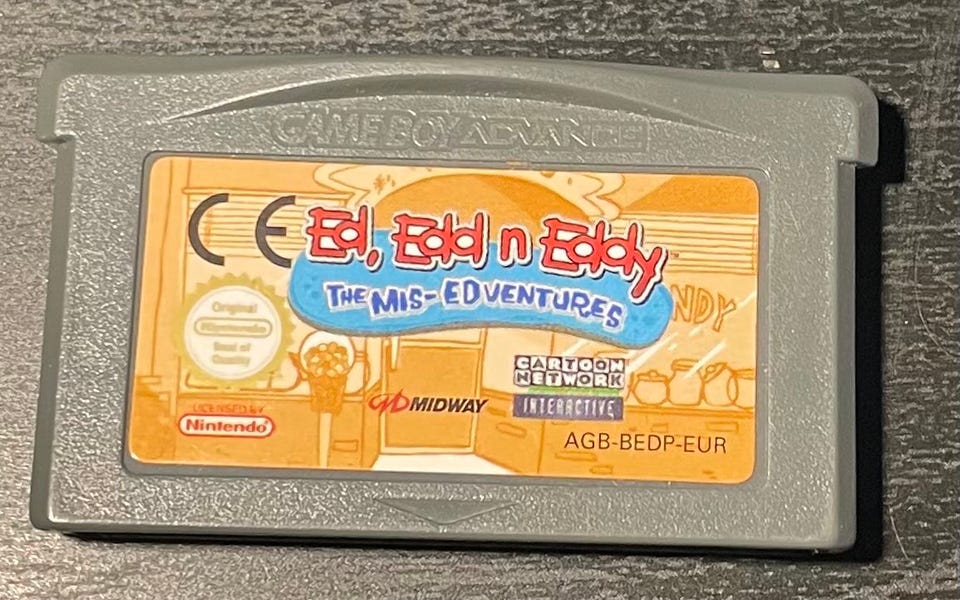 GAME BOY ADVANCE
CE
Ed, Edd n Eddy™
THE MIS-EDVENTURES
NDY
Original
Nintendo
Seal of
Quality
CARTOON
NETWORK
INTERACTIVE
LICENSED BY
Nintendo®
MIDWAY
AGB-BEDP-EUR